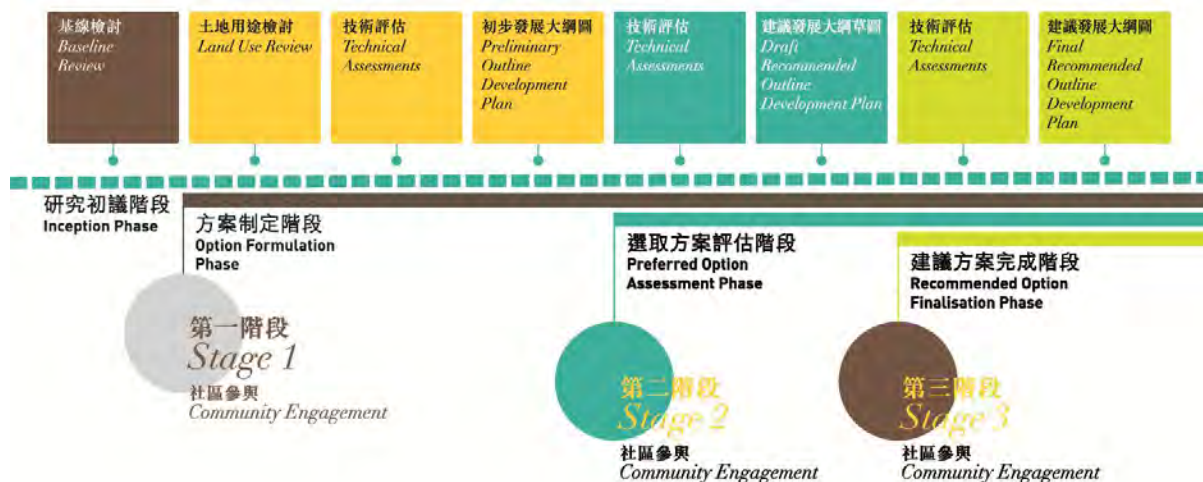 基線檢討
Baseline
Review
土地用途檢討
Land Use Review
技術評估
Technical
Assessments
初步發展大綱圖
Preliminary
Outline
Development
Plan
技術評估
Technical
Assessments
建議發展大綱草圖
Draft
Recommended
Outline
Development Plan
技術評估
Technical
Assessments
建議發展大綱圖
Final
Recommended
Outline
Development
Plan
研究初議階段
Inception Phase
方案制定階段
Option Formulation
Phase
選取方案評估階段
Preferred Option
Assessment Phase
建議方案完成階段
Recommended Option
Finalisation Phase
第一階段
Stage 1
社區參與
Community Engagement
第二階段
Stage 2
社區參與
Community Engagement
第三階段
Stage 3
社區參與
Community Engagement